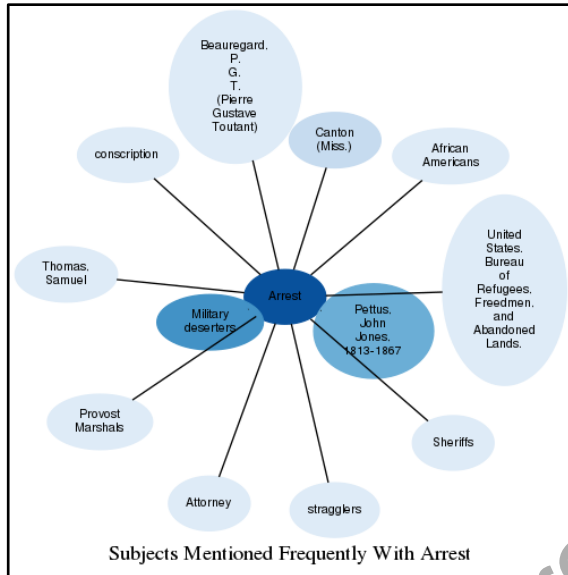 Beauregard.
P.
G.
T.
(Pierre
Gustave
Toutant)
Canton
(Miss.)
African
Americans
conscription
United
States.
Bureau
of
Refugees.
Freedmen.
and
Abandoned
Lands.
Thomas.
Samuel
Arrest
Military
deserters
Pettus.
John
Jones.
1813-1867
Provost
Marshals
Sheriffs
Attorney
stragglers
Subjects Mentioned Frequently With Arrest